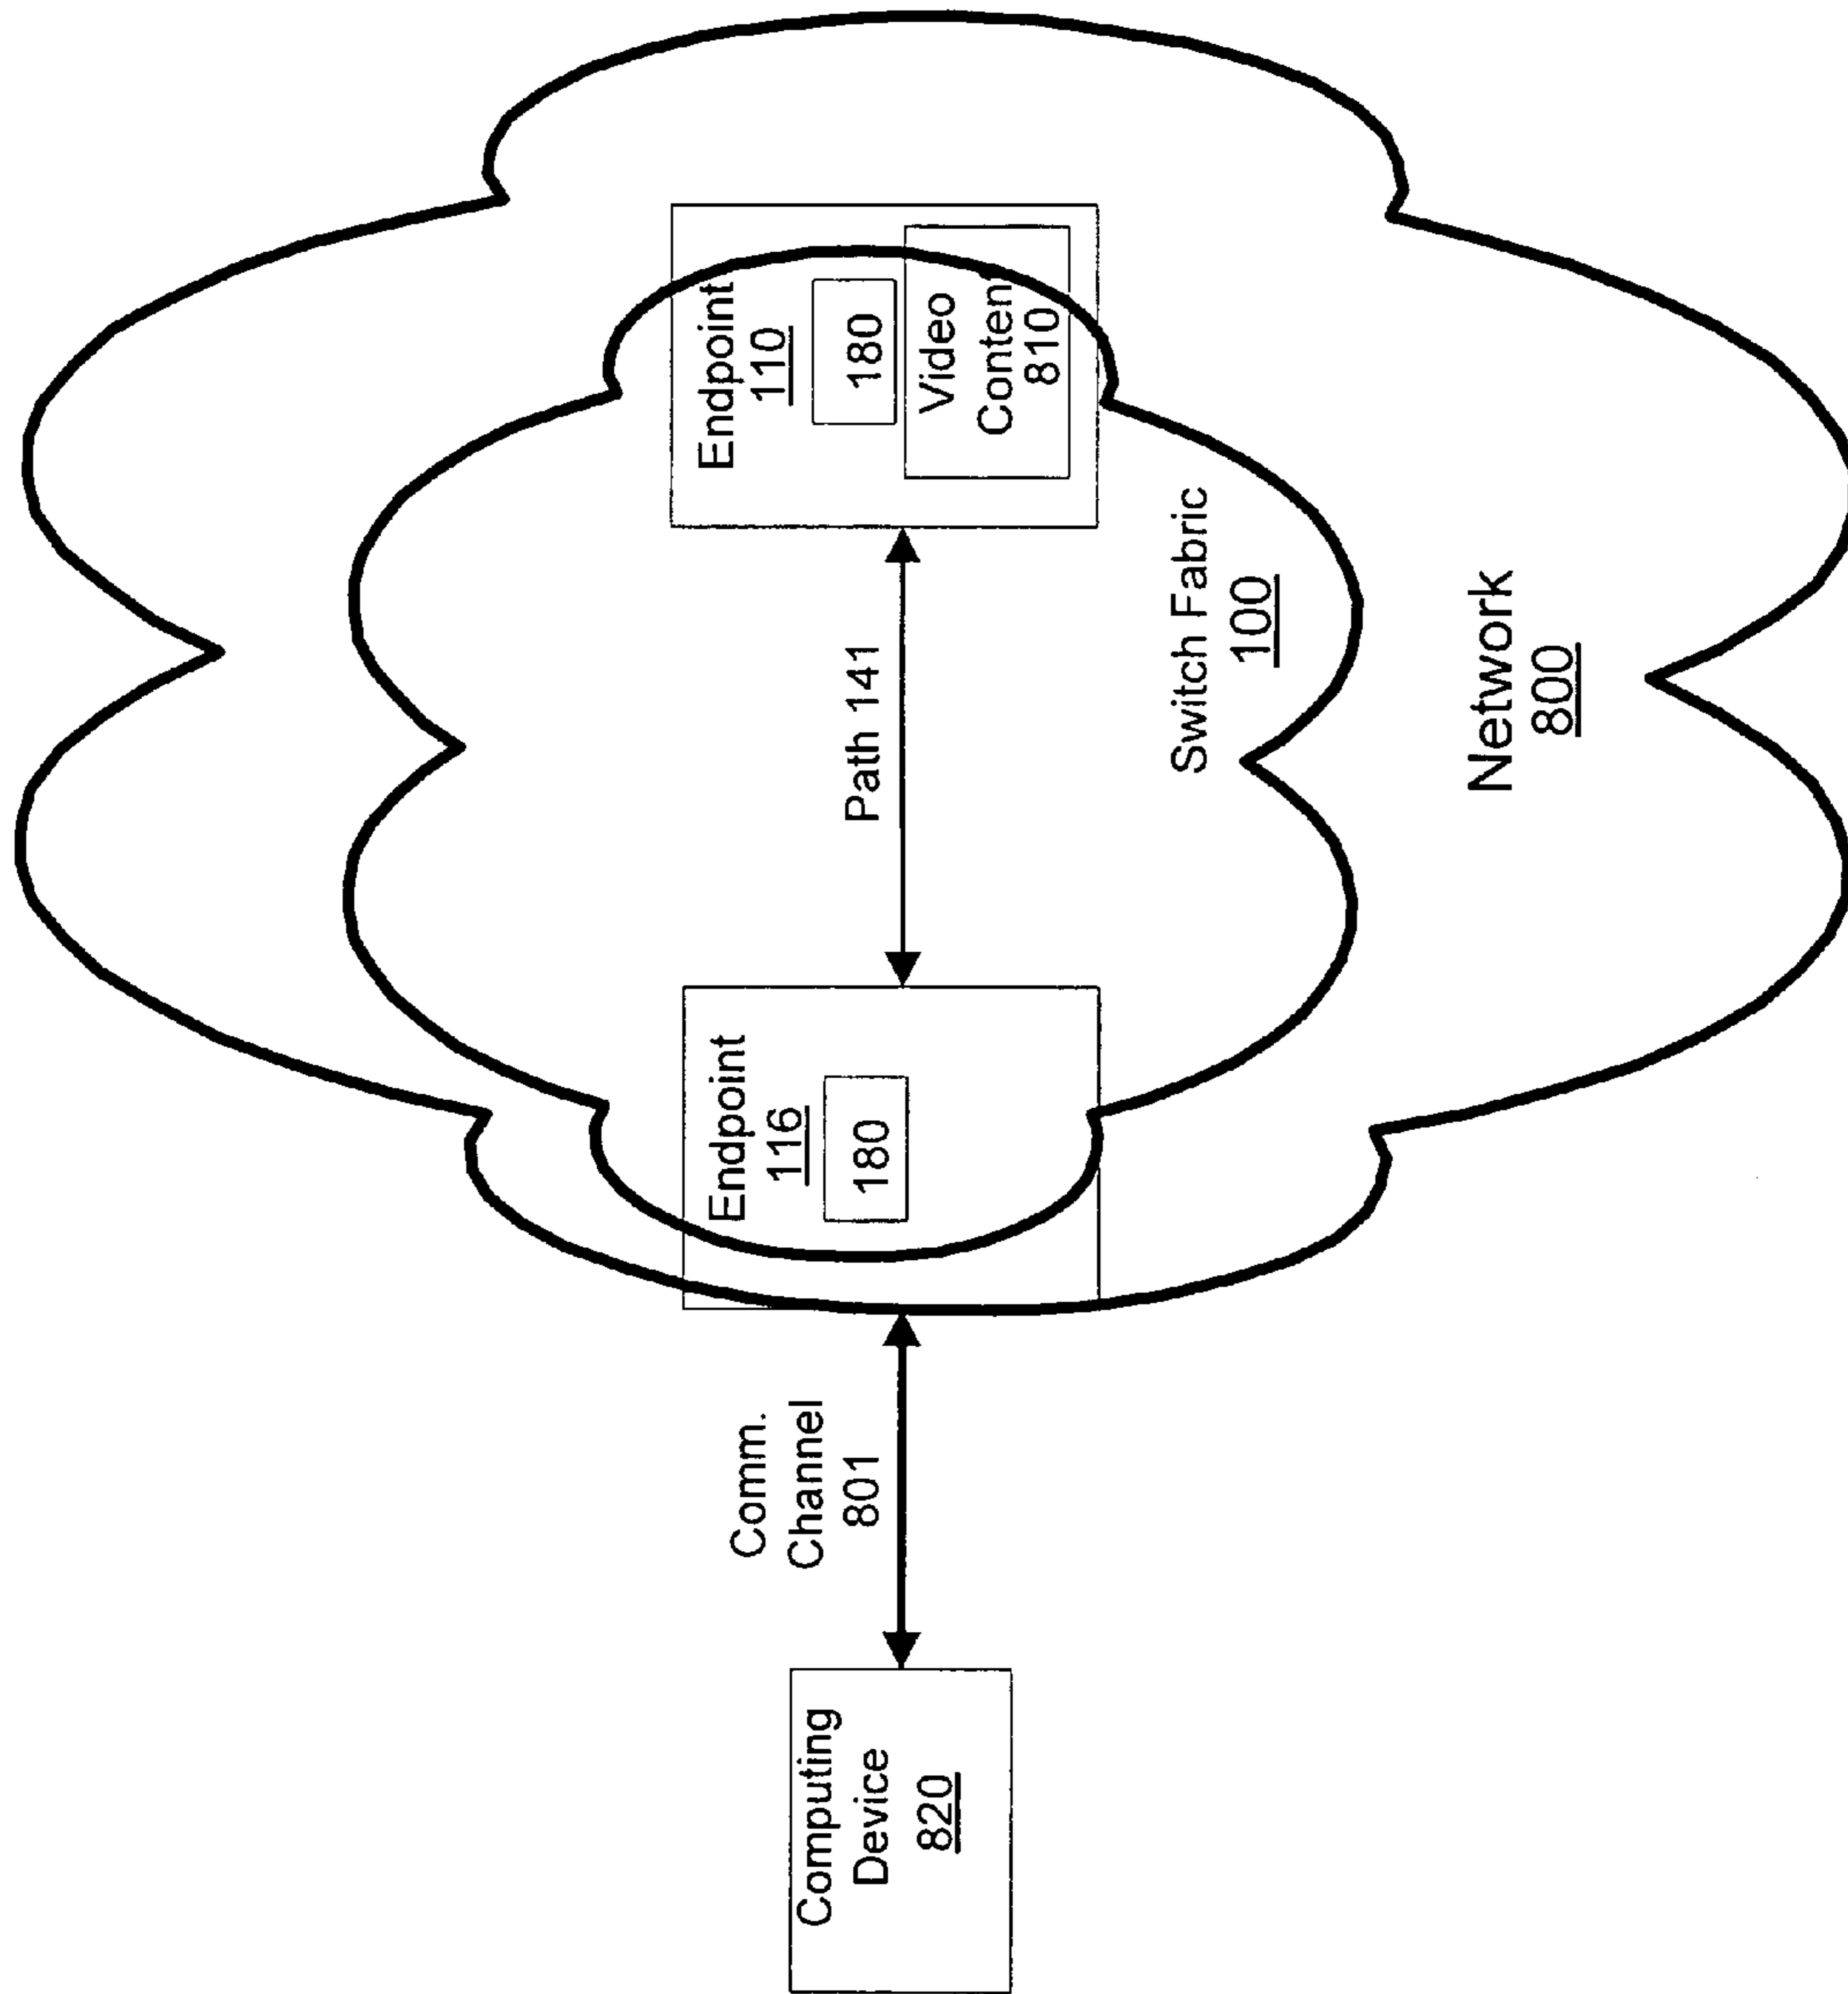 Computing
Device
820
Comm.
Channel
801
Endpoint
116
180
Path 141
Endpoint
110
180
Video
Conten
810
Switch Fabric
100
Network
800